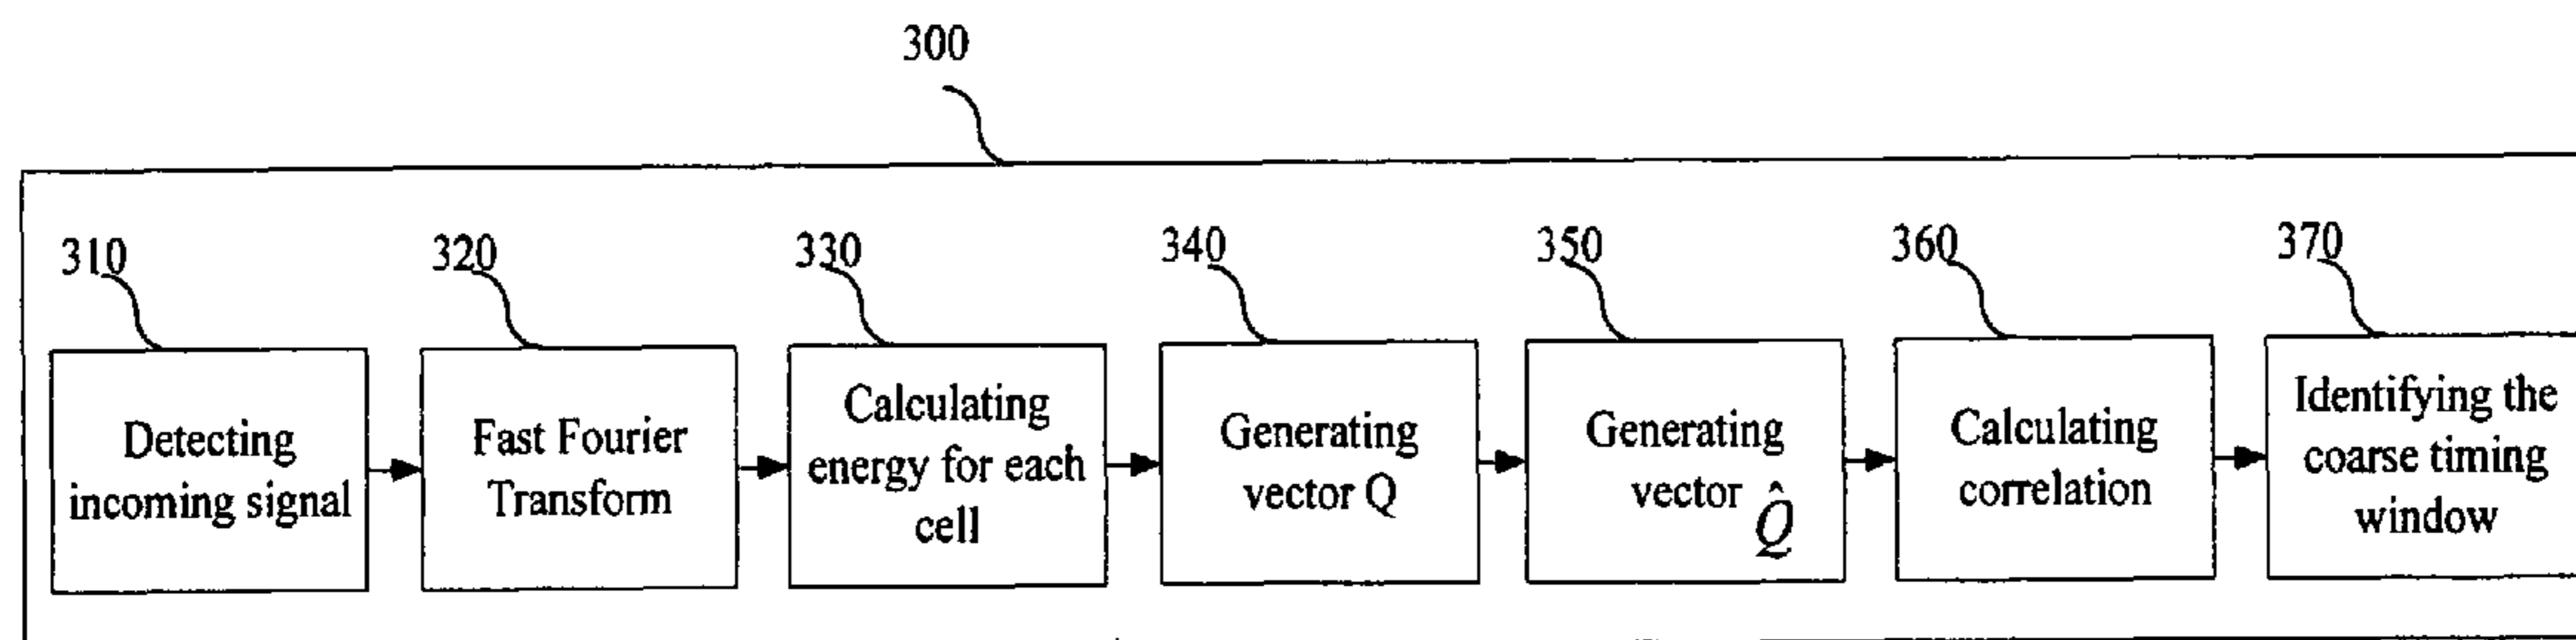 300
310
320
330
340
350
360
370
Detecting
incoming signal
Fast Fourier
Transform
Calculating
energy for each
cell
Generating
vector Q
Generating
vector Q̂
Calculating
correlation
Identifying the
coarse timing
window